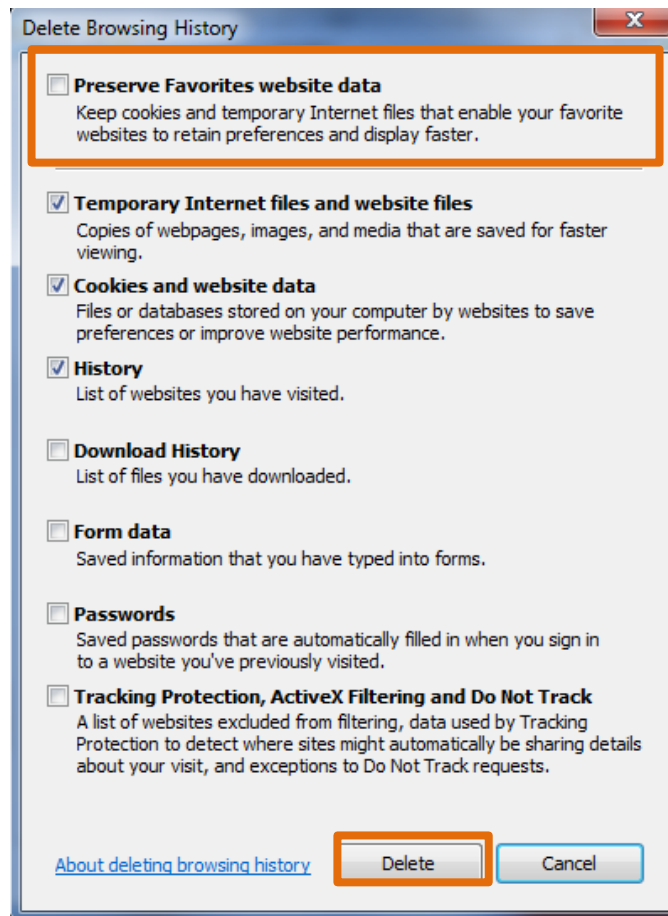 Delete Browsing History
Preserve Favorites website data
Keep cookies and temporary Internet files that enable your favorite
websites to retain preferences and display faster.
Temporary Internet files and website files
Copies of webpages, images, and media that are saved for faster
viewing.
Cookies and website data
Files or databases stored on your computer by websites to save
preferences or improve website performance.
History
List of websites you have visited.
Download History
List of files you have downloaded.
Form data
Saved information that you have typed into forms.
Passwords
Saved passwords that are automatically filled in when you sign in
to a website you've previously visited.
Tracking Protection, ActiveX Filtering and Do Not Track
A list of websites excluded from filtering, data used by Tracking
Protection to detect where sites might automatically be sharing details
about your visit, and exceptions to Do Not Track requests.
About deleting browsing history Delete Cancel